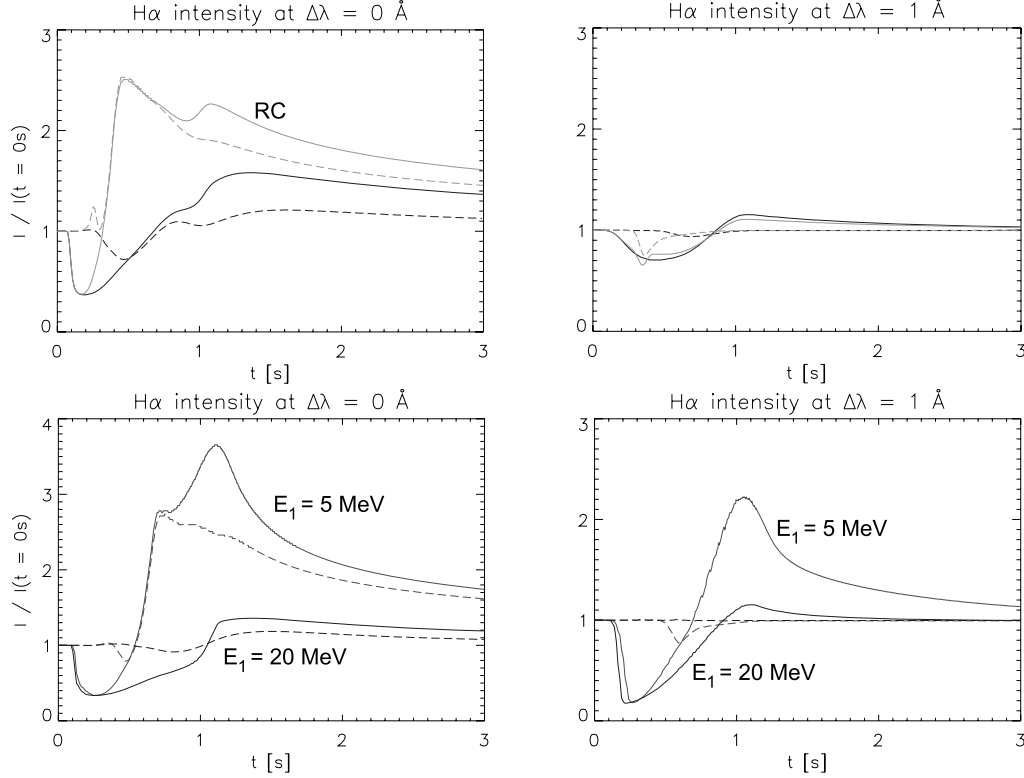 Hα intensity at Δλ = 0 Å
Hα intensity at Δλ = 1 Å
I / I(t = 0s)
3
2
1
0
RC
0 1 2 3
t [s]
3
2
1
0
0 1 2 3
t [s]
Hα intensity at Δλ = 0 Å
Hα intensity at Δλ = 1 Å
I / I(t = 0s)
4
3
2
1
0
E₁ = 5 MeV
E₁ = 20 MeV
0 1 2 3
t [s]
3
2
1
0
E₁ = 5 MeV
E₁ = 20 MeV
0 1 2 3
t [s]